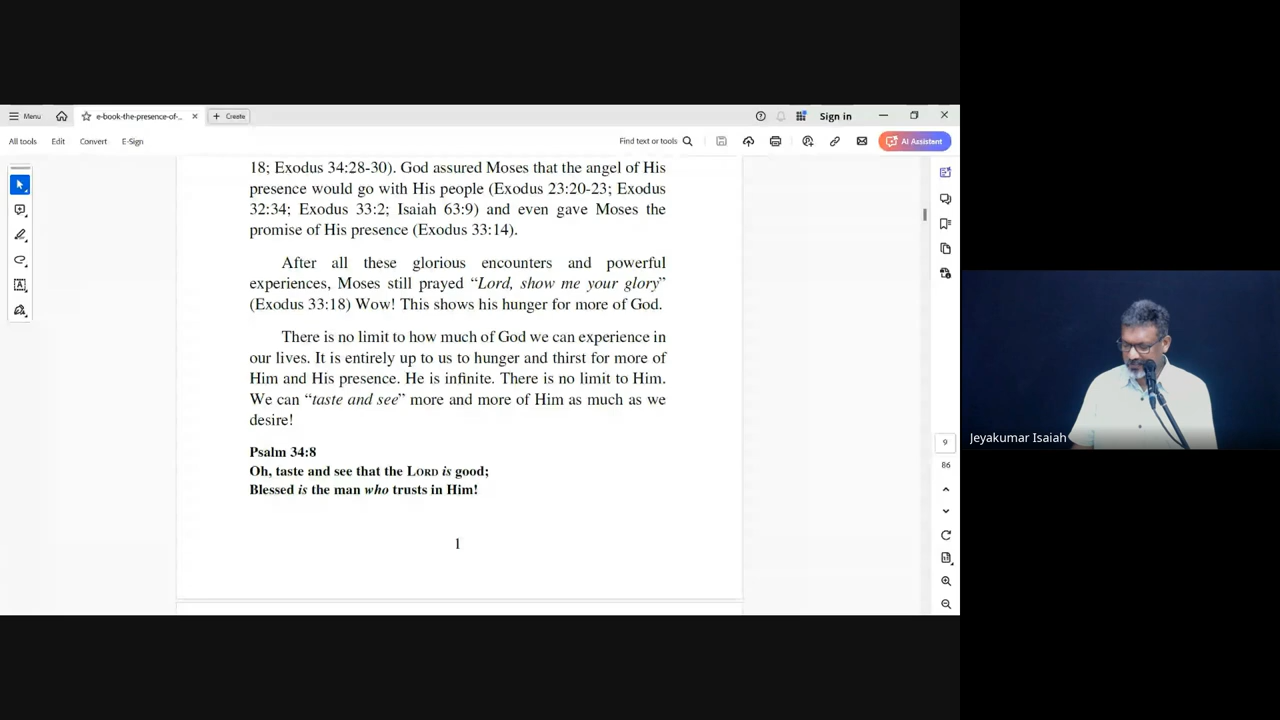 Menu
e-book-the-presence-of-...
Create
Sign in
All tools
Edit
Convert
E-Sign
Find text or tools
AI Assistant
18; Exodus 34:28-30). God assured Moses that the angel of His
presence would go with His people (Exodus 23:20-23; Exodus
32:34; Exodus 33:2; Isaiah 63:9) and even gave Moses the
promise of His presence (Exodus 33:14).
After all these glorious encounters and powerful
experiences, Moses still prayed “Lord, show me your glory”
(Exodus 33:18) Wow! This shows his hunger for more of God.
There is no limit to how much of God we can experience in
our lives. It is entirely up to us to hunger and thirst for more of
Him and His presence. He is infinite. There is no limit to Him.
We can “taste and see” more and more of Him as much as we
desire!
Psalm 34:8
Oh, taste and see that the LORD is good;
Blessed is the man who trusts in Him!
1
9
86
Jeyakumar Isaiah